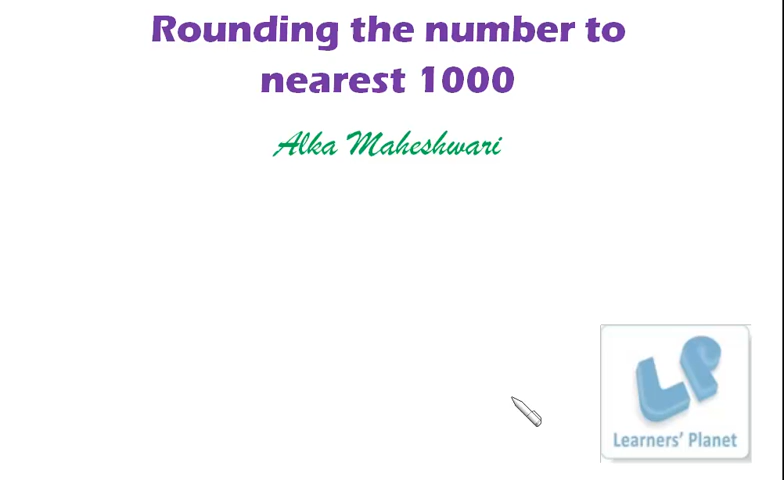 Rounding the number to
nearest 1000
Alka Maheshwari
LP
Learners' Planet